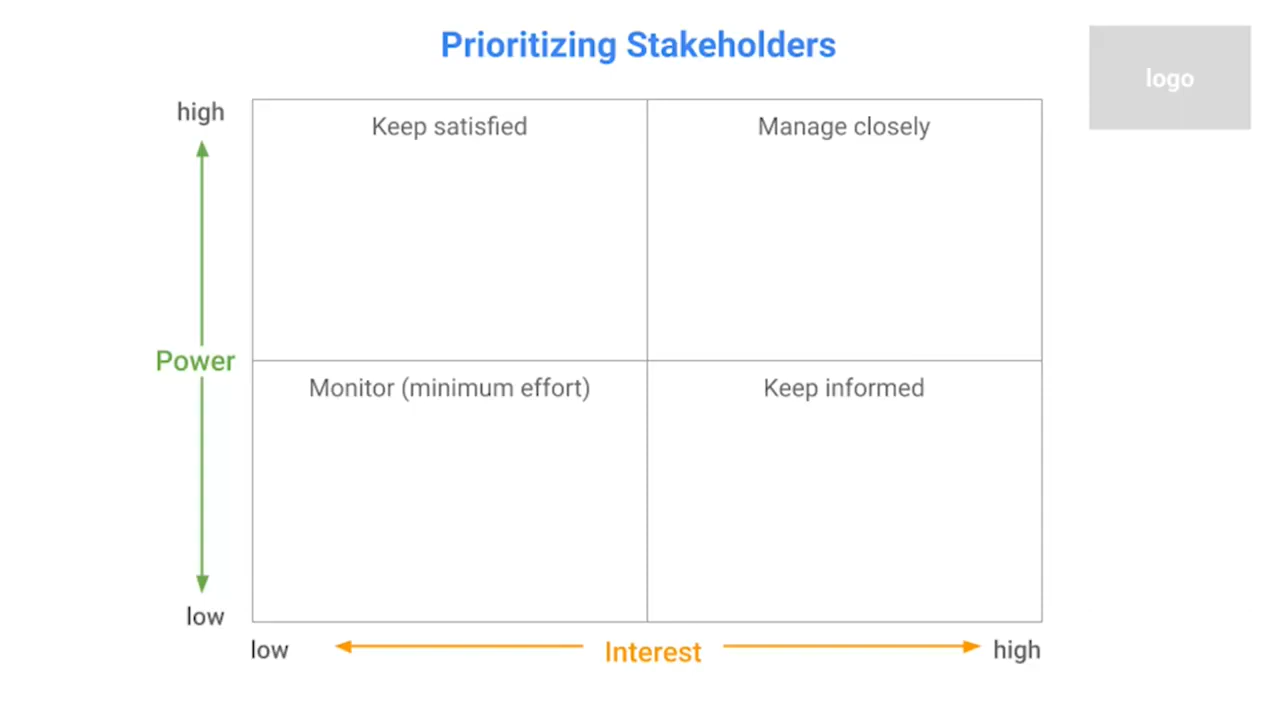 Prioritizing Stakeholders
logo
high
Keep satisfied
Manage closely
Power
Monitor (minimum effort)
Keep informed
low
low
Interest
high